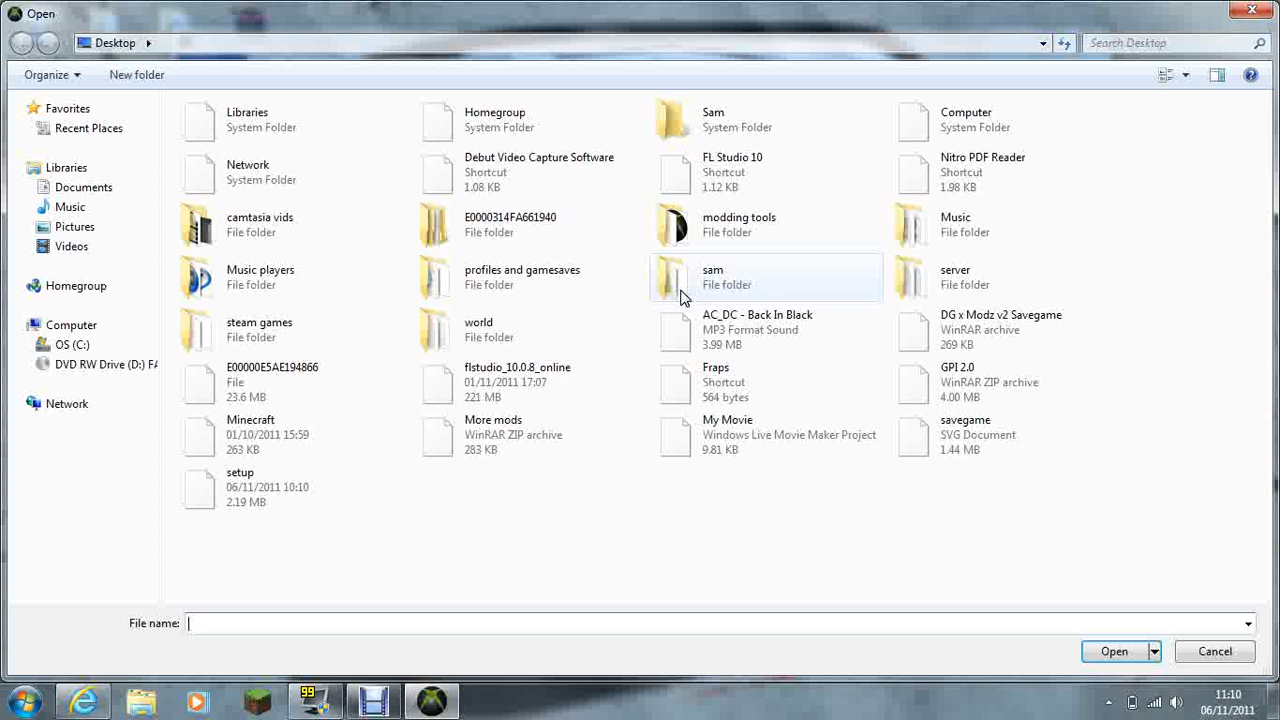 Open
Desktop
Search Desktop
Organize
New folder
Favorites
Recent Places
Libraries
Documents
Music
Pictures
Videos
Homegroup
Computer
OS (C:)
DVD RW Drive (D:) FA
Network
Libraries
System Folder
Homegroup
System Folder
Sam
System Folder
Computer
System Folder
Network
System Folder
Debut Video Capture Software
Shortcut
1.08 KB
FL Studio 10
Shortcut
1.12 KB
Nitro PDF Reader
Shortcut
1.98 KB
camtasia vids
File folder
E0000314FA661940
File folder
modding tools
File folder
Music
File folder
Music players
File folder
profiles and gamesaves
File folder
sam
File folder
server
File folder
steam games
File folder
world
File folder
AC_DC - Back In Black
MP3 Format Sound
3.99 MB
DG x Modz v2 Savegame
WinRAR archive
269 KB
E00000E5AE194866
File
23.6 MB
flstudio_10.0.8_online
01/11/2011 17:07
221 MB
Fraps
Shortcut
564 bytes
GPI 2.0
WinRAR ZIP archive
4.00 MB
Minecraft
01/10/2011 15:59
263 KB
More mods
WinRAR ZIP archive
283 KB
My Movie
Windows Live Movie Maker Project
9.81 KB
savegame
SVG Document
1.44 MB
setup
06/11/2011 10:10
2.19 MB
File name:
Open
Cancel
99
11:10
06/11/2011